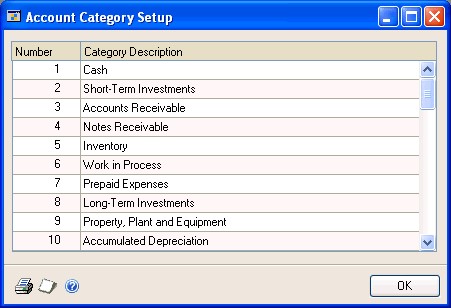 Account Category Setup
Number Category Description
1 Cash
2 Short-Term Investments
3 Accounts Receivable
4 Notes Receivable
5 Inventory
6 Work in Process
7 Prepaid Expenses
8 Long-Term Investments
9 Property, Plant and Equipment
10 Accumulated Depreciation
OK